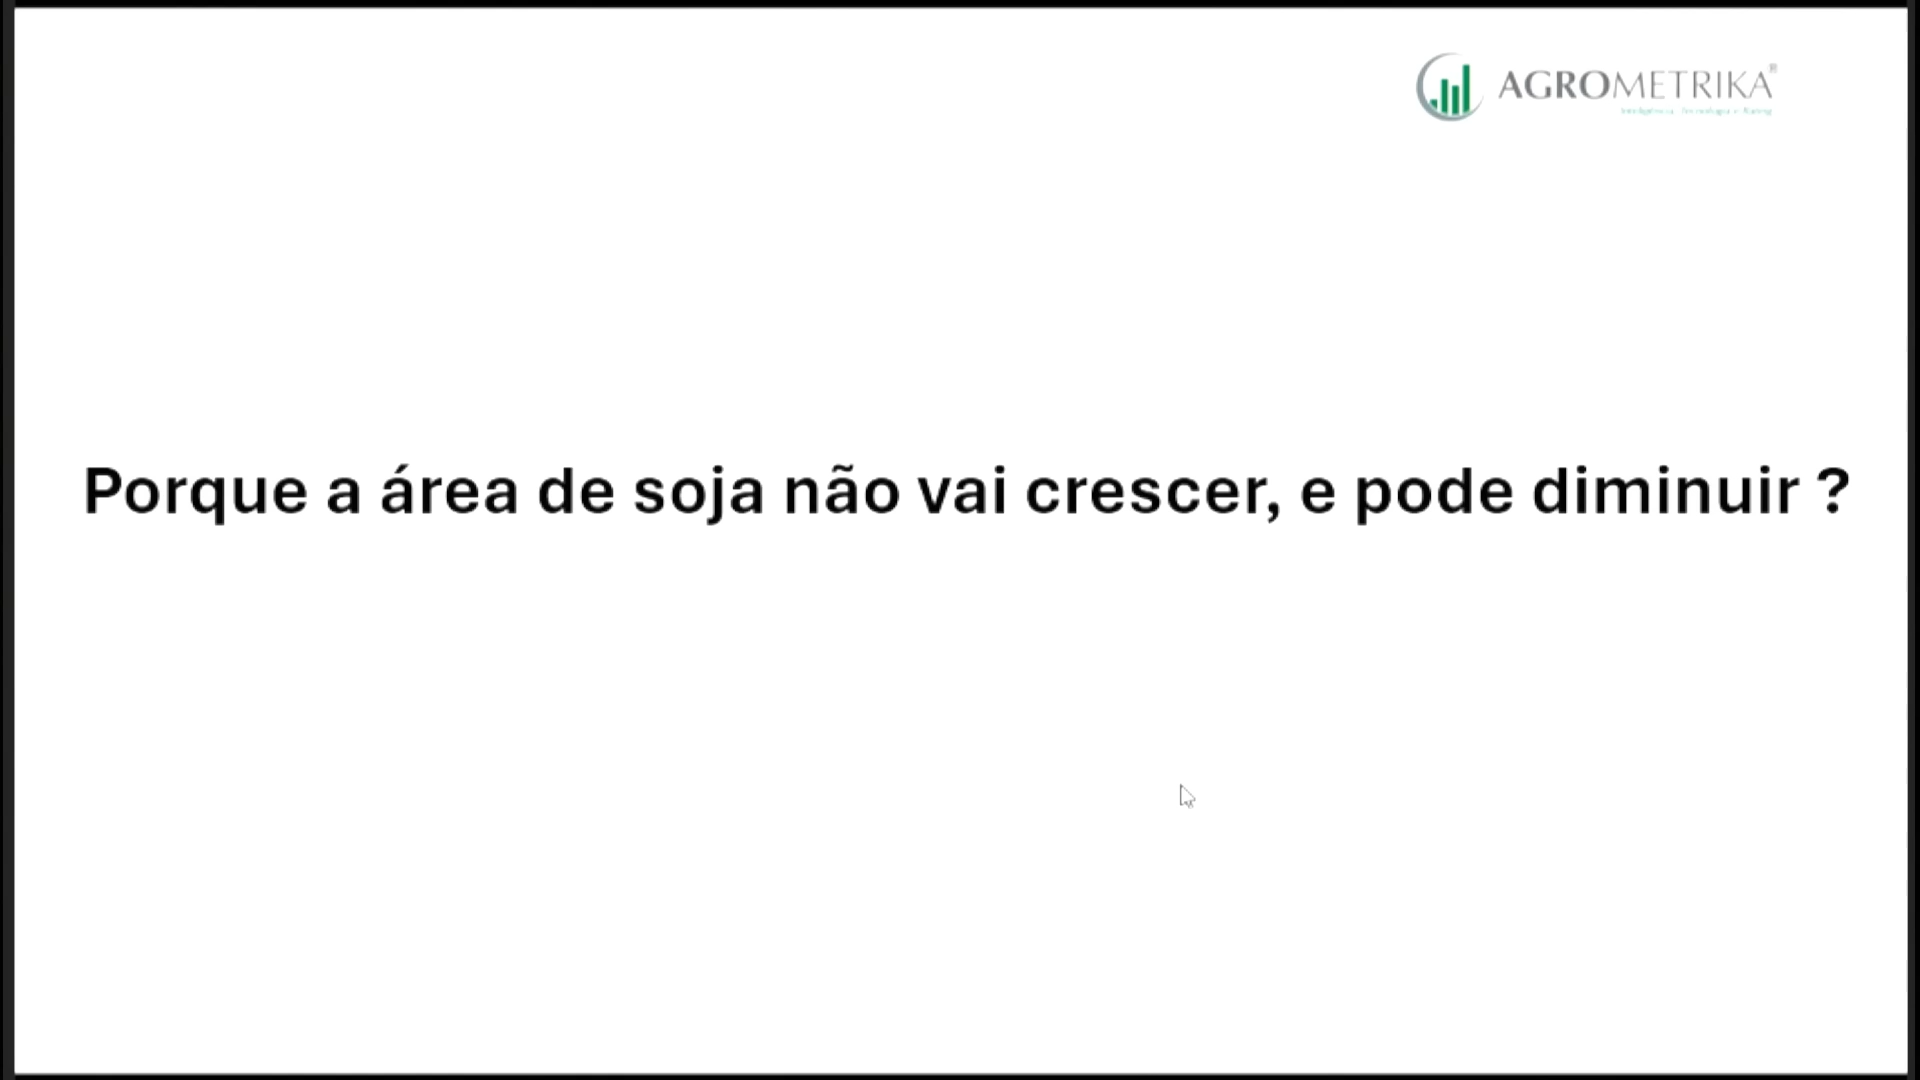 AGROMETRIKA®
Porque a área de soja não vai crescer, e pode diminuir ?